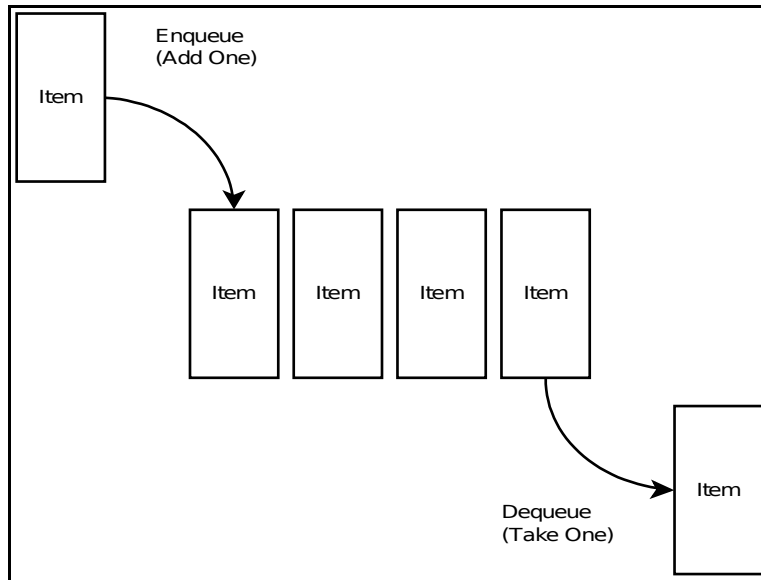 Enqueue
(Add One)
Item
Item
Item
Item
Item
Item
Dequeue
(Take One)